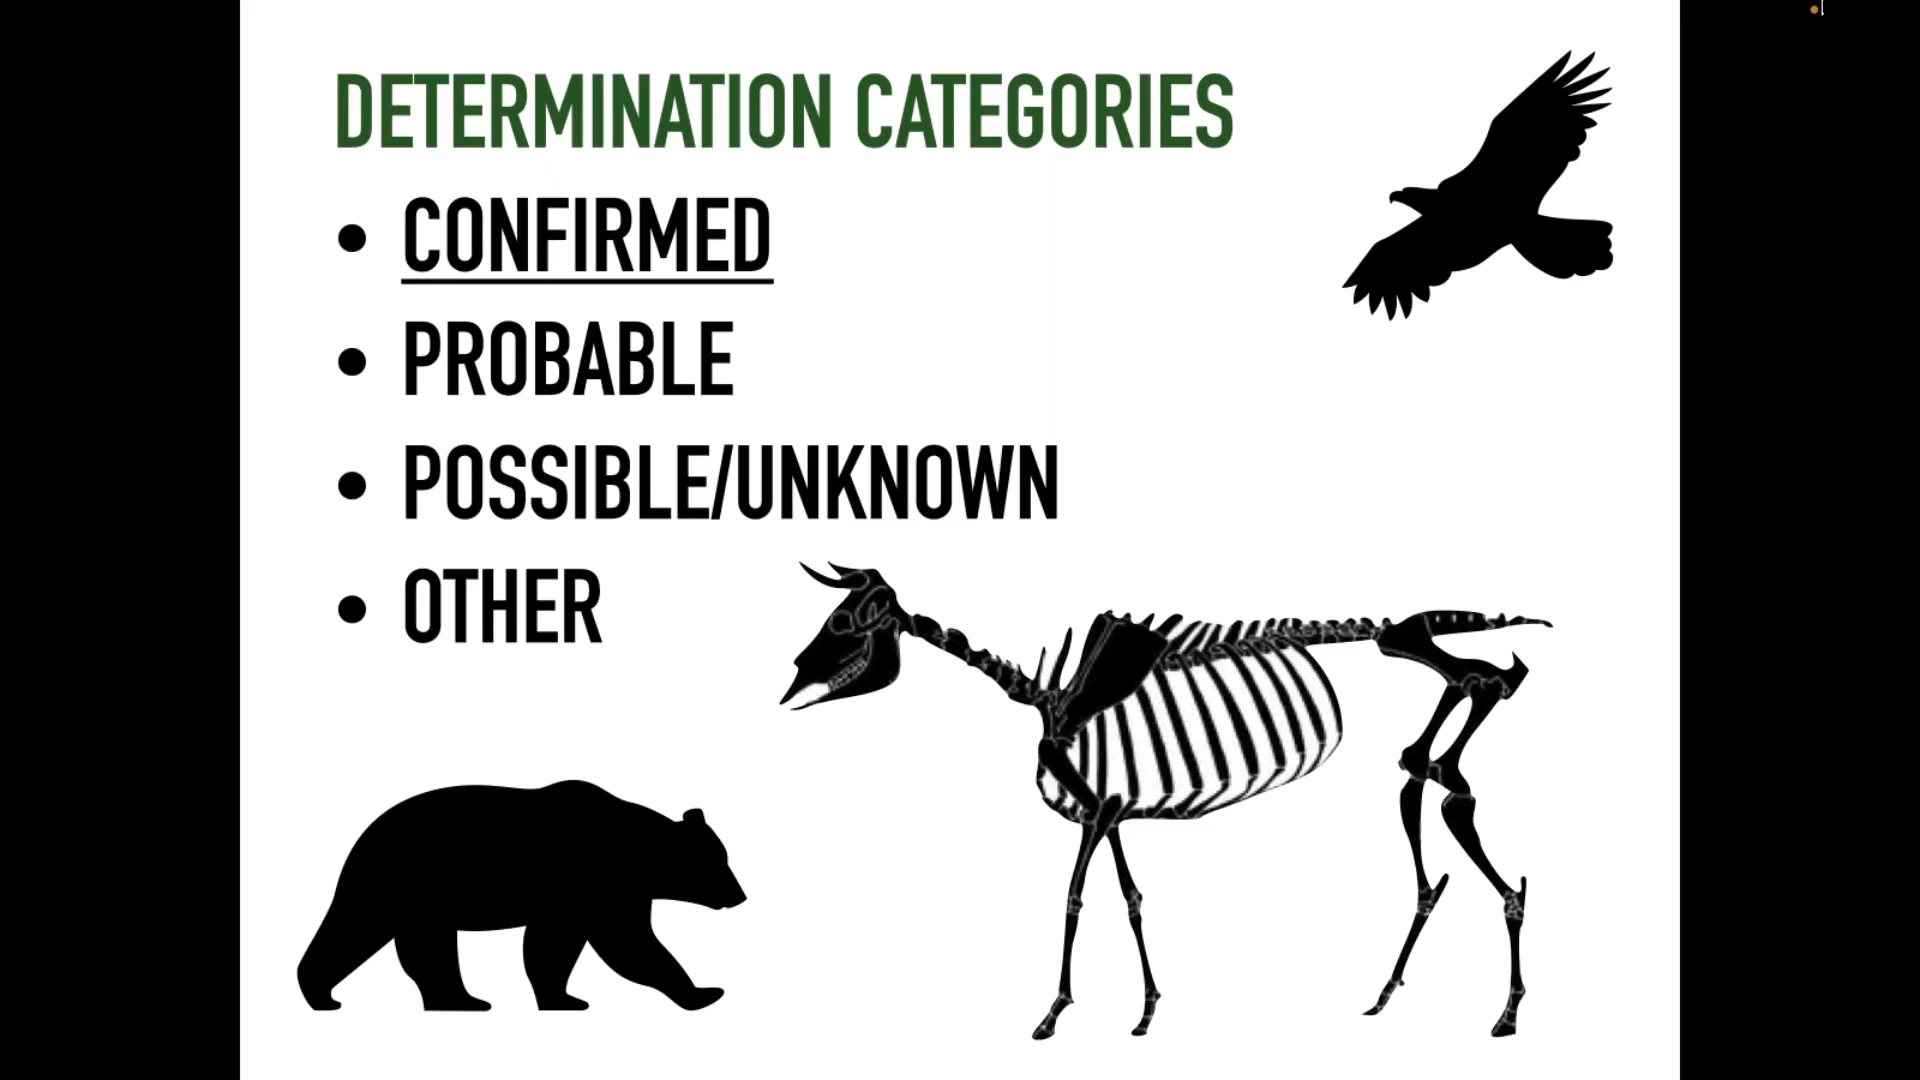 DETERMINATION CATEGORIES
• CONFIRMED
• PROBABLE
• POSSIBLE/UNKNOWN
• OTHER